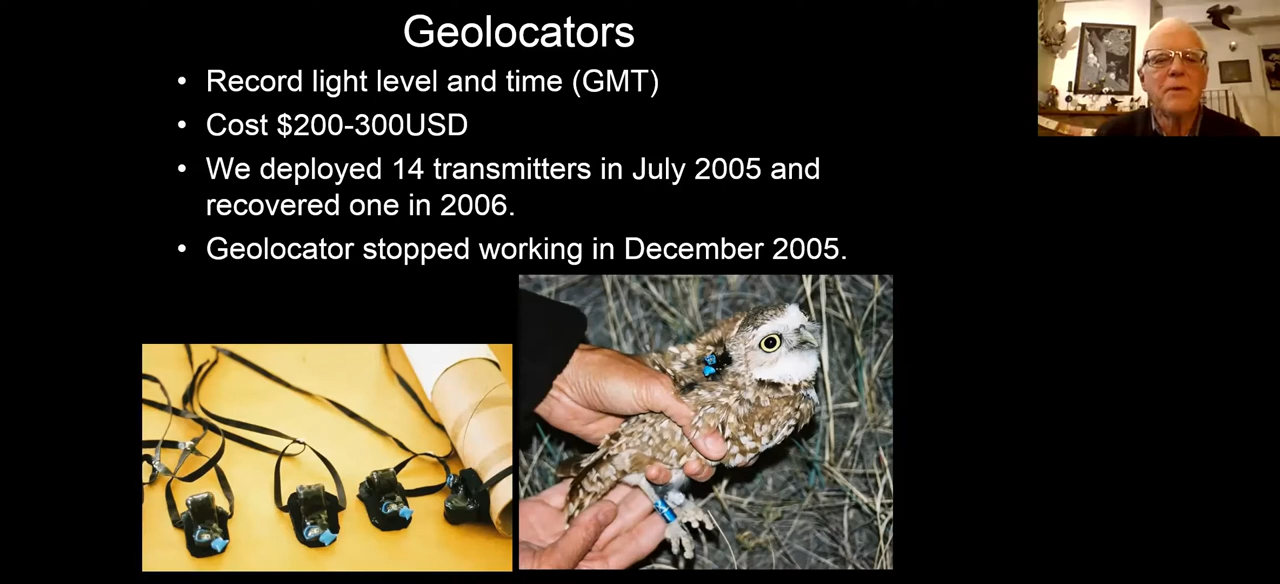 Geolocators
• Record light level and time (GMT)
• Cost $200-300USD
• We deployed 14 transmitters in July 2005 and
recovered one in 2006.
• Geolocator stopped working in December 2005.